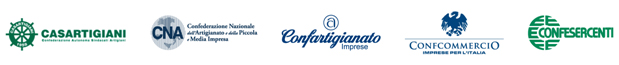 CASARTIGIANI
Confederazione Autonoma Sindacati Artigiani
CNA
Confederazione Nazionale
dell'Artigianato e della Piccola
e Media Impresa
a
Confartigianato
Imprese
CONFCOMMERCIO
IMPRESE PER L'ITALIA
CONFESERCENTI